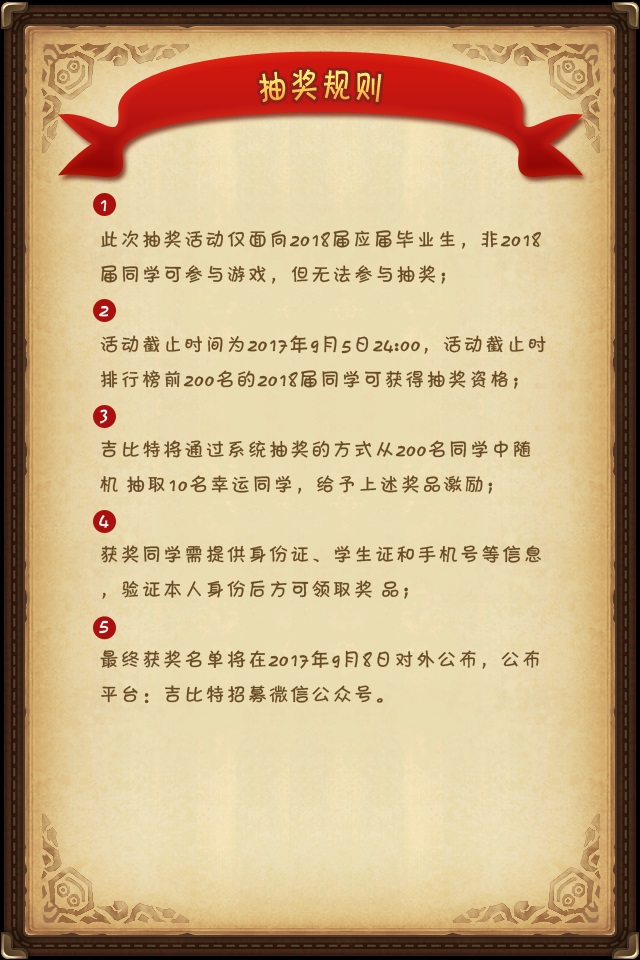 抽奖规则
1
此次抽奖活动仅面向2018届应届毕业生，非2018
届同学可参与游戏，但无法参与抽奖；
2
活动截止时间为2017年9月5日24:00，活动截止时
排行榜前200名的2018届同学可获得抽奖资格；
3
吉比特将通过系统抽奖的方式从200名同学中随
机 抽取10名幸运同学，给予上述奖品激励；
4
获奖同学需提供身份证、学生证和手机号等信息
，验证本人身份后方可领取奖 品；
5
最终获奖名单将在2017年9月8日对外公布，公布
平台：吉比特招募微信公众号。